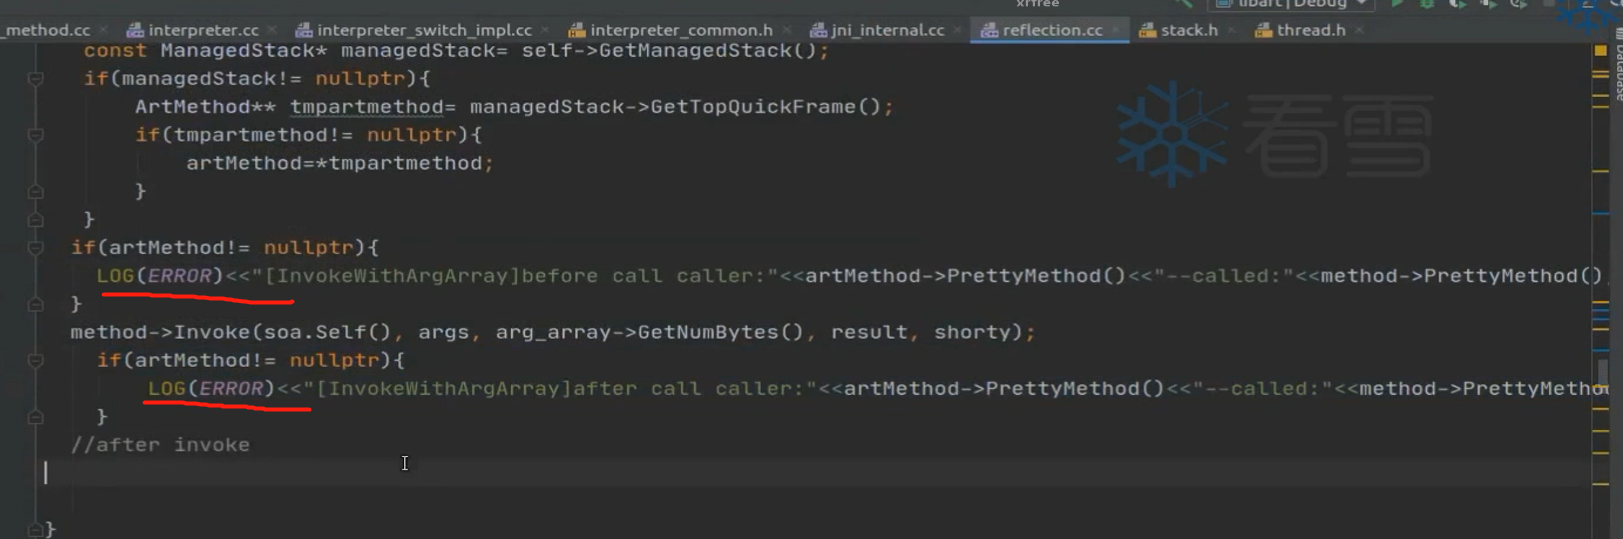 xrfree
libart | Debug
_method.cc interpreter.cc interpreter_switch_impl.cc interpreter_common.h jni_internal.cc reflection.cc stack.h thread.h
const ManagedStack* managedStack= self->GetManagedStack();
if(managedStack!= nullptr){
ArtMethod** tmpartmethod= managedStack->GetTopQuickFrame();
if(tmpartmethod!= nullptr){
artMethod=*tmpartmethod;
}
}
if(artMethod!= nullptr){
LOG(ERROR)<<"[InvokeWithArgArray]before call caller:"<<artMethod->PrettyMethod()<<"--called:"<<method->PrettyMethod()
}
method->Invoke(soa.Self(), args, arg_array->GetNumBytes(), result, shorty);
if(artMethod!= nullptr){
LOG(ERROR)<<"[InvokeWithArgArray]after call caller:"<<artMethod->PrettyMethod()<<"--called:"<<method->PrettyMetho
}
//after invoke
}
看雪
Database